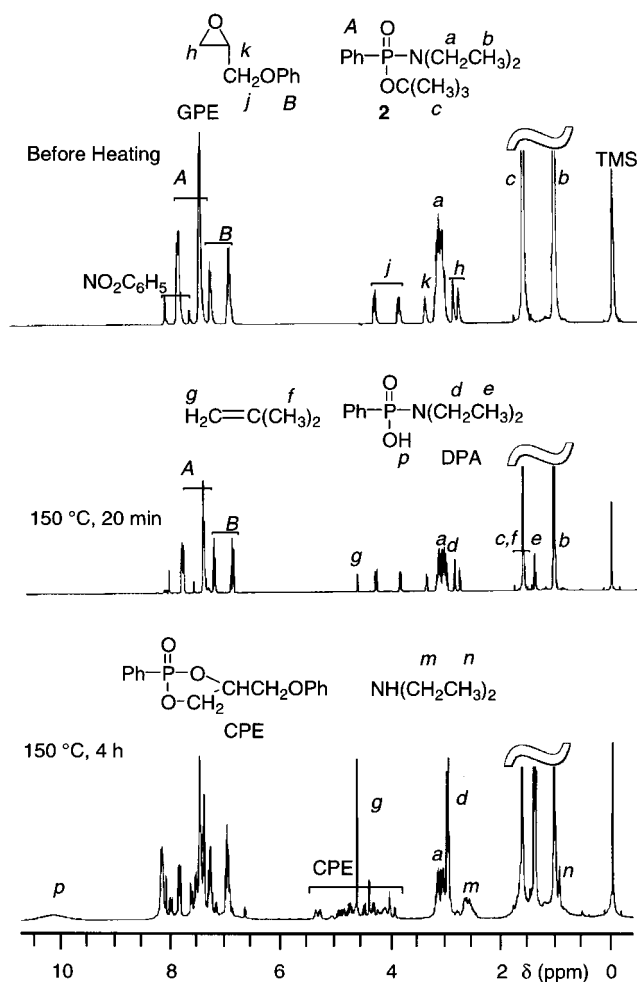 O
h k
CH2OPh
j B
GPE
A O a b
Ph–P–N(CH2CH3)2
OC(CH3)3
2 c
Before Heating
NO2C6H5
A
B
j
k
a
h
c
b
TMS
g f
H2C=C(CH3)2
O d e
Ph–P–N(CH2CH3)2
OH
p DPA
150 °C, 20 min
A
B
g
a d
c,f e b
O
Ph–P O CHCH2OPh
O–CH2
CPE
m n
NH(CH2CH3)2
150 °C, 4 h
p
CPE
g
a
d
m
n
10 8 6 4 2 δ (ppm) 0